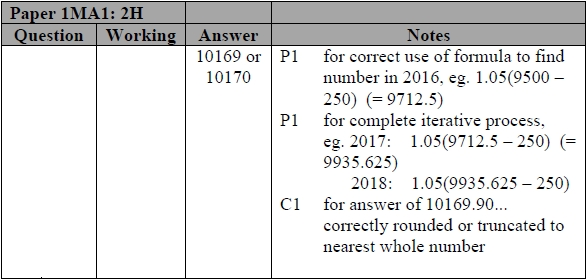 Paper 1MA1: 2H
Question Working Answer Notes
10169 or P1 for correct use of formula to find
10170 number in 2016, eg. 1.05(9500 –
250) (= 9712.5)
P1 for complete iterative process,
eg. 2017: 1.05(9712.5 – 250) (=
9935.625)
2018: 1.05(9935.625 – 250)
C1 for answer of 10169.90...
correctly rounded or truncated to
nearest whole number